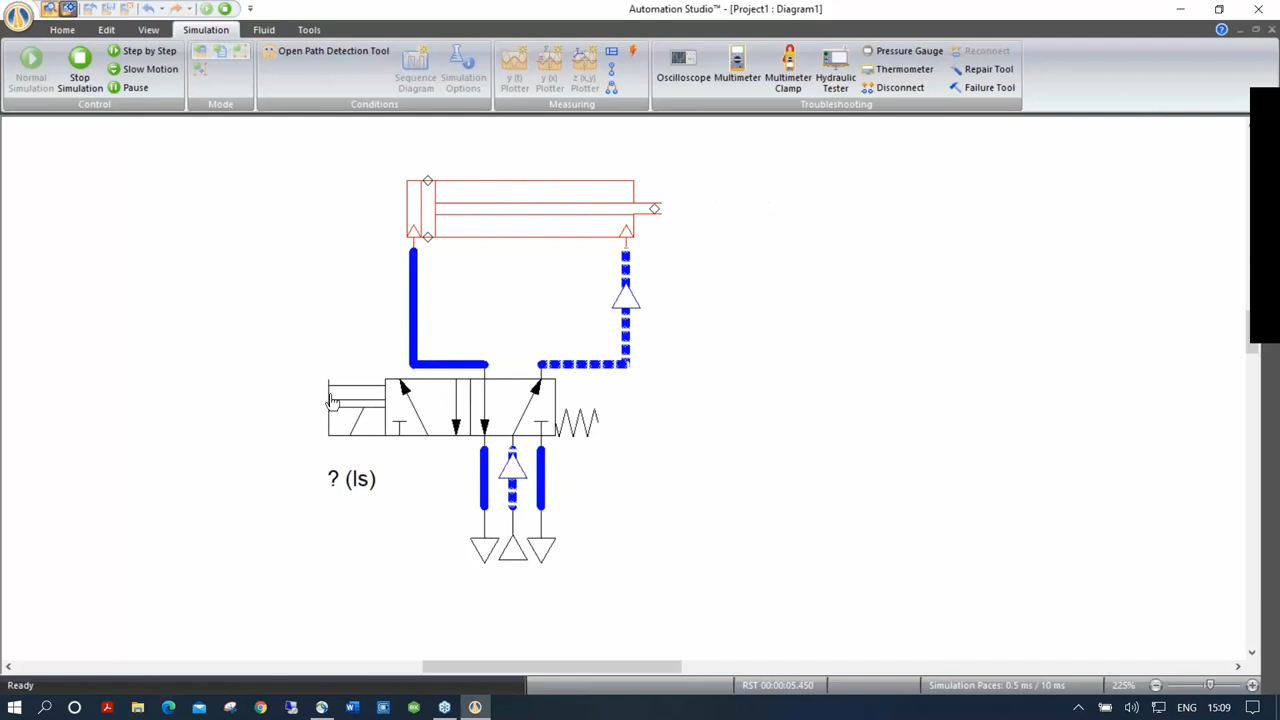 Automation Studio™ - [Project1 : Diagram1]
Home Edit View Simulation Fluid Tools
Normal Simulation
Stop Simulation
Step by Step
Slow Motion
Pause
Control
Mode
Open Path Detection Tool
Sequence Diagram
Simulation Options
Conditions
y (t) Plotter
y (x) Plotter
z (x,y) Plotter
Measuring
Oscilloscope
Multimeter
Multimeter Clamp
Hydraulic Tester
Pressure Gauge
Thermometer
Disconnect
Reconnect
Repair Tool
Failure Tool
Troubleshooting
? (ls)
Ready
RST 00:00:05.450
Simulation Paces: 0.5 ms / 10 ms
225%
ENG 15:09